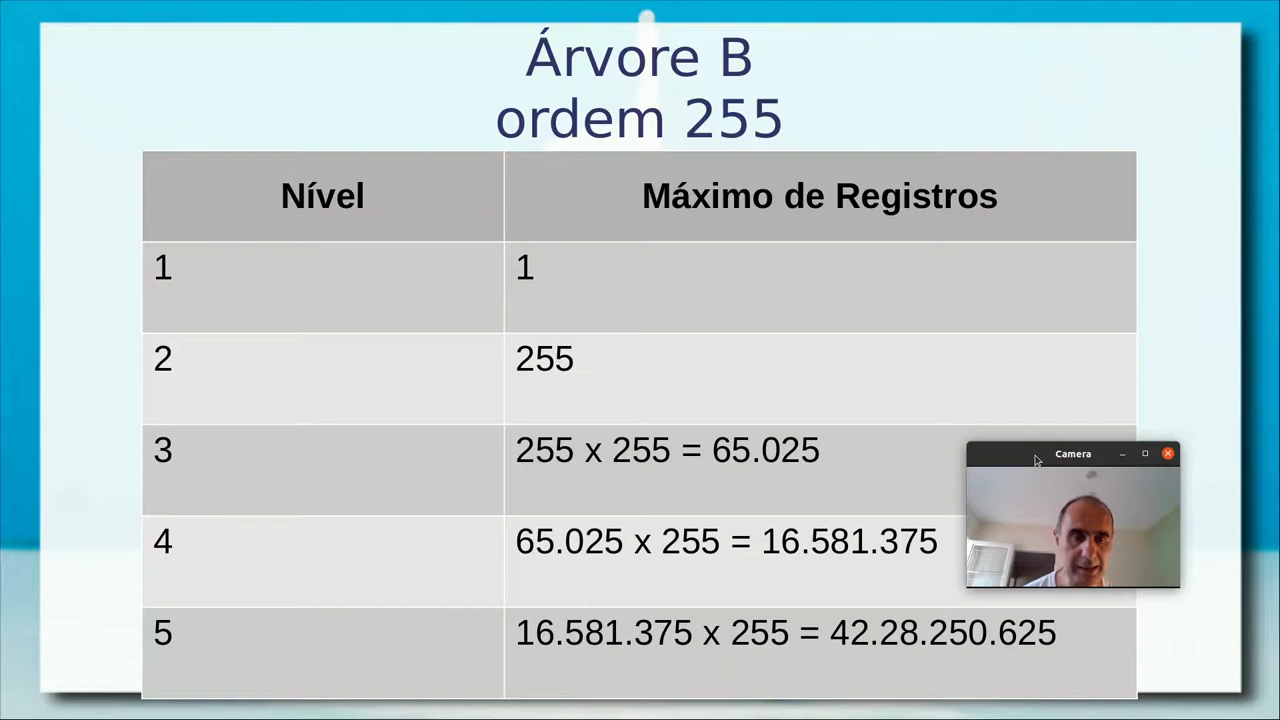 Árvore B
ordem 255
Nível Máximo de Registros
1 1
2 255
3 255 x 255 = 65.025
Camera
4 65.025 x 255 = 16.581.375
5 16.581.375 x 255 = 42.28.250.625